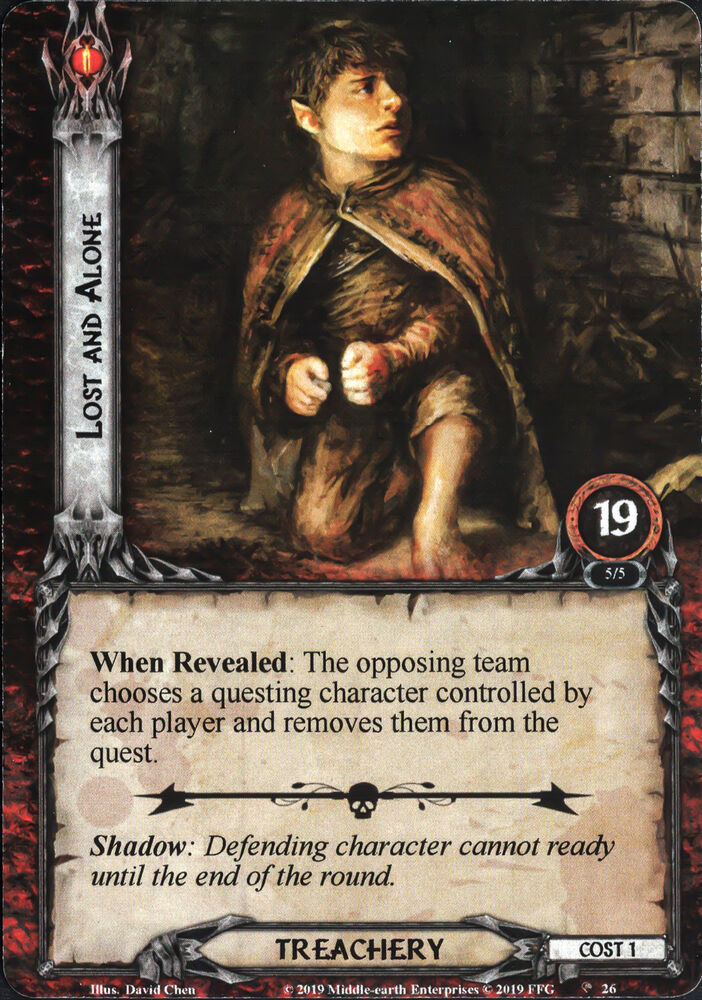 Lost and Alone
19
5/5
When Revealed: The opposing team
chooses a questing character controlled by
each player and removes them from the
quest.
Shadow: Defending character cannot ready
until the end of the round.
TREACHERY
COST 1
Illus. David Chen
© 2019 Middle-earth Enterprises © 2019 FFG
26